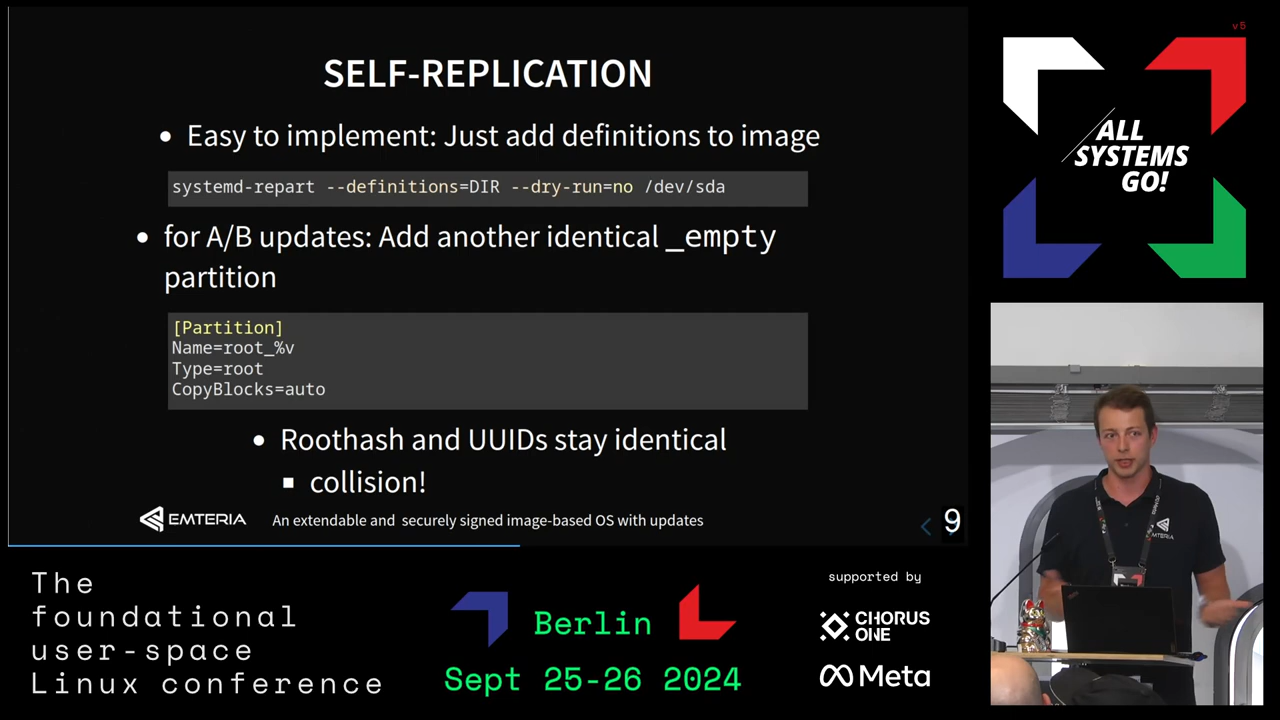 SELF-REPLICATION
Easy to implement: Just add definitions to image
systemd-repart --definitions=DIR --dry-run=no /dev/sda
for A/B updates: Add another identical _empty
partition
[Partition]
Name=root_%v
Type=root
CopyBlocks=auto
Roothash and UUIDs stay identical
collision!
EMTERIA
An extendable and securely signed image-based OS with updates
9
v5
ALL
SYSTEMS
GO!
EMTERIA
The
foundational
user-space
Linux conference
Berlin
Sept 25-26 2024
supported by
CHORUS
ONE
Meta